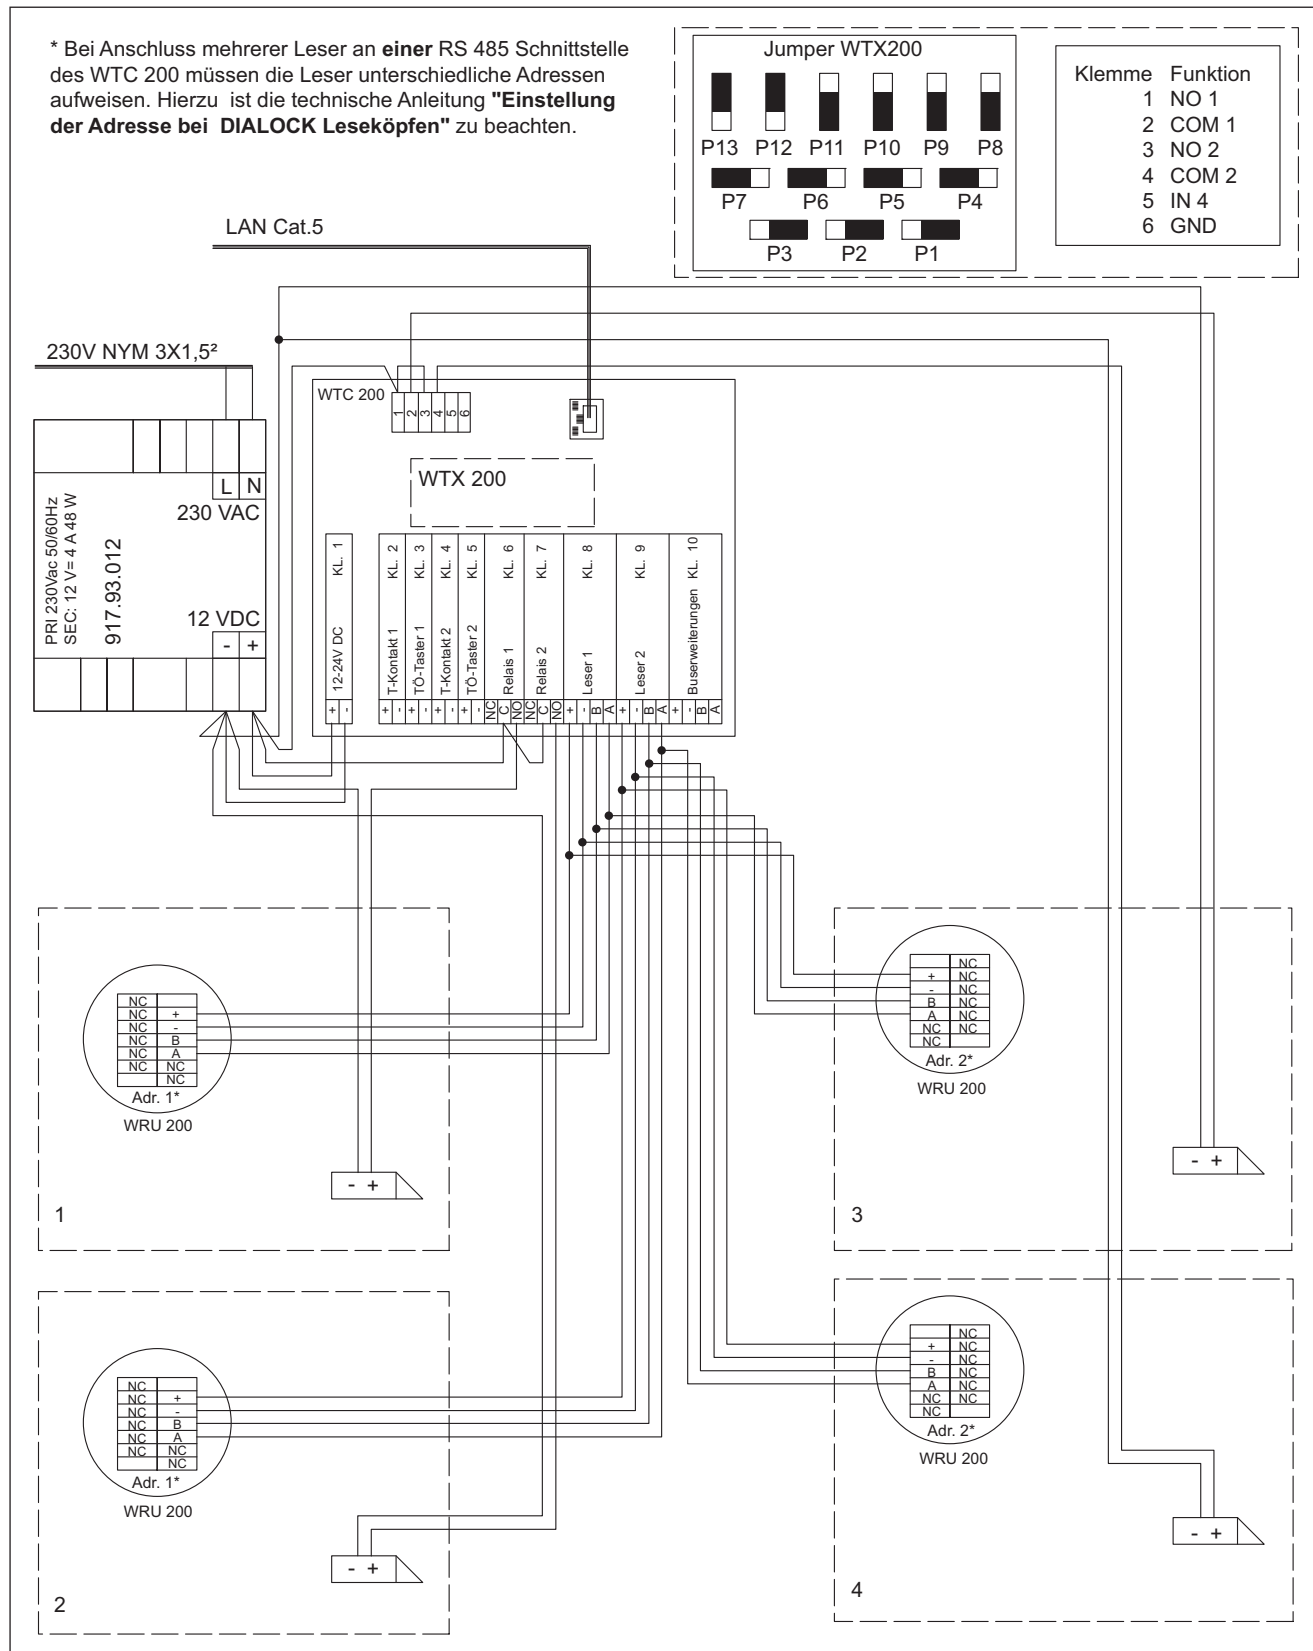 * Bei Anschluss mehrerer Leser an einer RS 485 Schnittstelle
des WTC 200 müssen die Leser unterschiedliche Adressen
aufweisen. Hierzu ist die technische Anleitung "Einstellung
der Adresse bei DIALOCK Leseköpfen" zu beachten.
Jumper WTX200
P13 P12 P11 P10 P9 P8
P7 P6 P5 P4
P3 P2 P1
Klemme Funktion
1 NO 1
2 COM 1
3 NO 2
4 COM 2
5 IN 4
6 GND
LAN Cat.5
230V NYM 3X1,5²
L N
230 VAC
PRI 230Vac 50/60Hz
SEC: 12 V= 4 A 48 W
917.93.012
12 VDC
- +
WTC 200
1 2 3 4 5 6
WTX 200
12-24V DC KL. 1
T-Kontakt 1 KL. 2
TÖ-Taster 1 KL. 3
T-Kontakt 2 KL. 4
TÖ-Taster 2 KL. 5
Relais 1 KL. 6
Relais 2 KL. 7
Leser 1 KL. 8
Leser 2 KL. 9
Buserweiterungen KL. 10
+ - + - + - + - + - NC C NO NC C NO + - B A + - B A + - B A
NC
NC +
NC -
NC B
NC A
NC NC
NC
Adr. 1*
WRU 200
- +
1
NC
+ NC
- NC
B NC
A NC
NC NC
NC
Adr. 2*
WRU 200
- +
3
NC
NC +
NC -
NC B
NC A
NC NC
NC
Adr. 1*
WRU 200
- +
2
NC
+ NC
- NC
B NC
A NC
NC NC
NC
Adr. 2*
WRU 200
- +
4